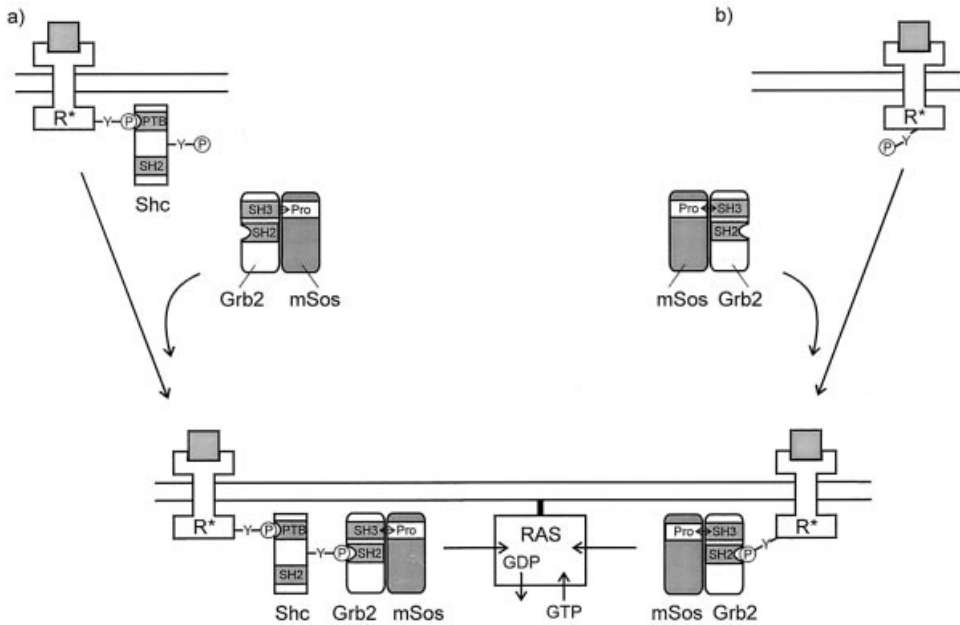 a)
b)
R*
Y
P
PTB
Y
P
SH2
Shc
R*
P
Y
SH3
Pro
SH2
Grb2
mSos
Pro
SH3
SH2
mSos
Grb2
R*
Y
P
PTB
Y
P
SH2
Shc
SH3
Pro
SH2
Grb2
mSos
RAS
GDP
GTP
Pro
SH3
SH2
P
Y
mSos
Grb2
R*